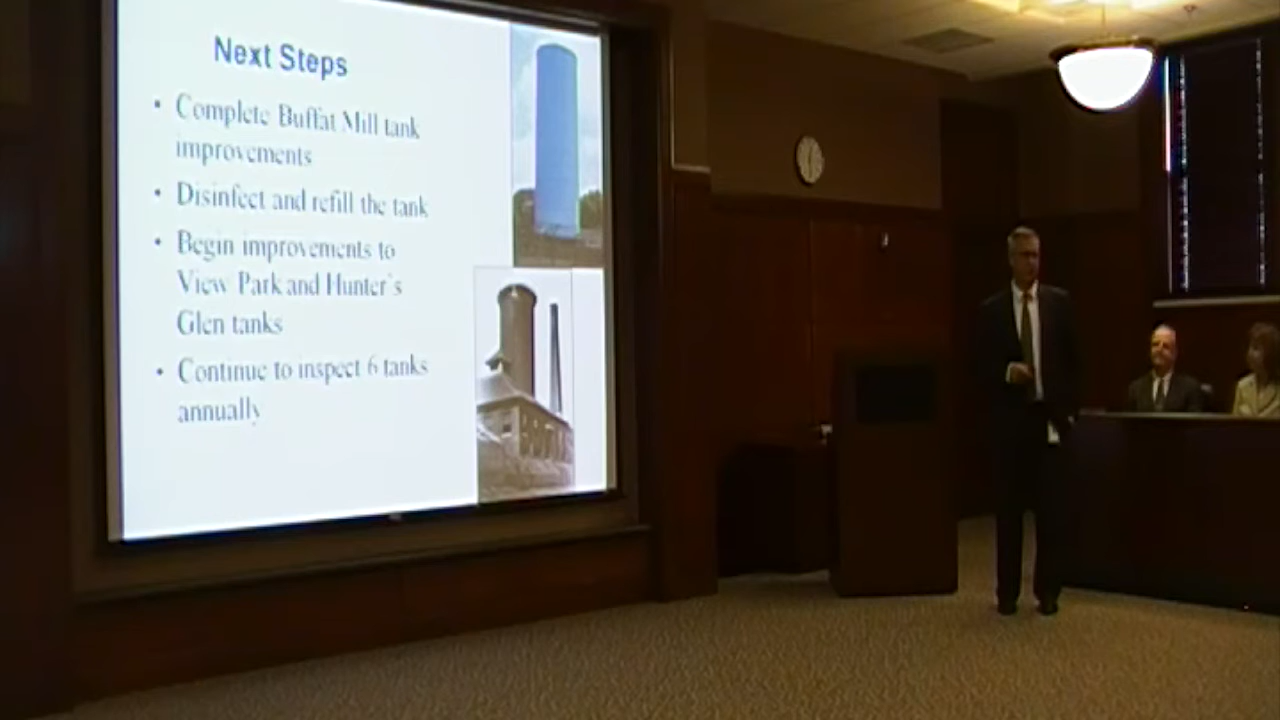 Next Steps
• Complete Buffat Mill tank
improvements
• Disinfect and refill the tank
• Begin improvements to
View Park and Hunter's
Glen tanks
• Continue to inspect 6 tanks
annually